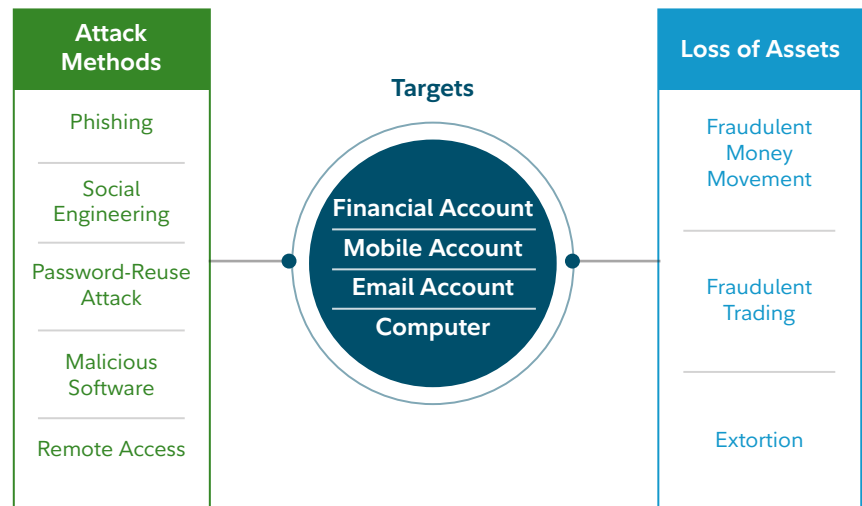 Attack
Methods
Phishing
Social
Engineering
Password-Reuse
Attack
Malicious
Software
Remote Access
Targets
Financial Account
Mobile Account
Email Account
Computer
Loss of Assets
Fraudulent
Money
Movement
Fraudulent
Trading
Extortion